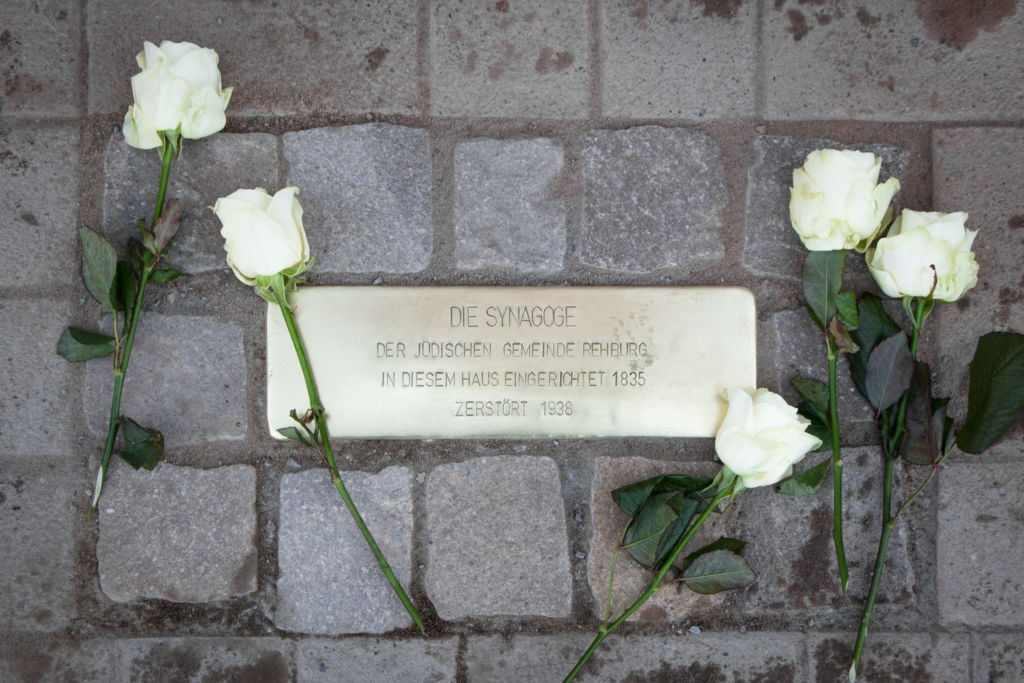 DIE SYNAGOGE
DER JÜDISCHEN GEMEINDE REHBURG
IN DIESEM HAUS EINGERICHTET 1835
ZERSTÖRT 1938